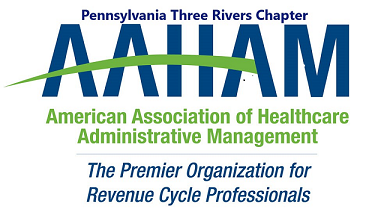 Pennsylvania Three Rivers Chapter
AAHAM
American Association of Healthcare
Administrative Management
The Premier Organization for
Revenue Cycle Professionals